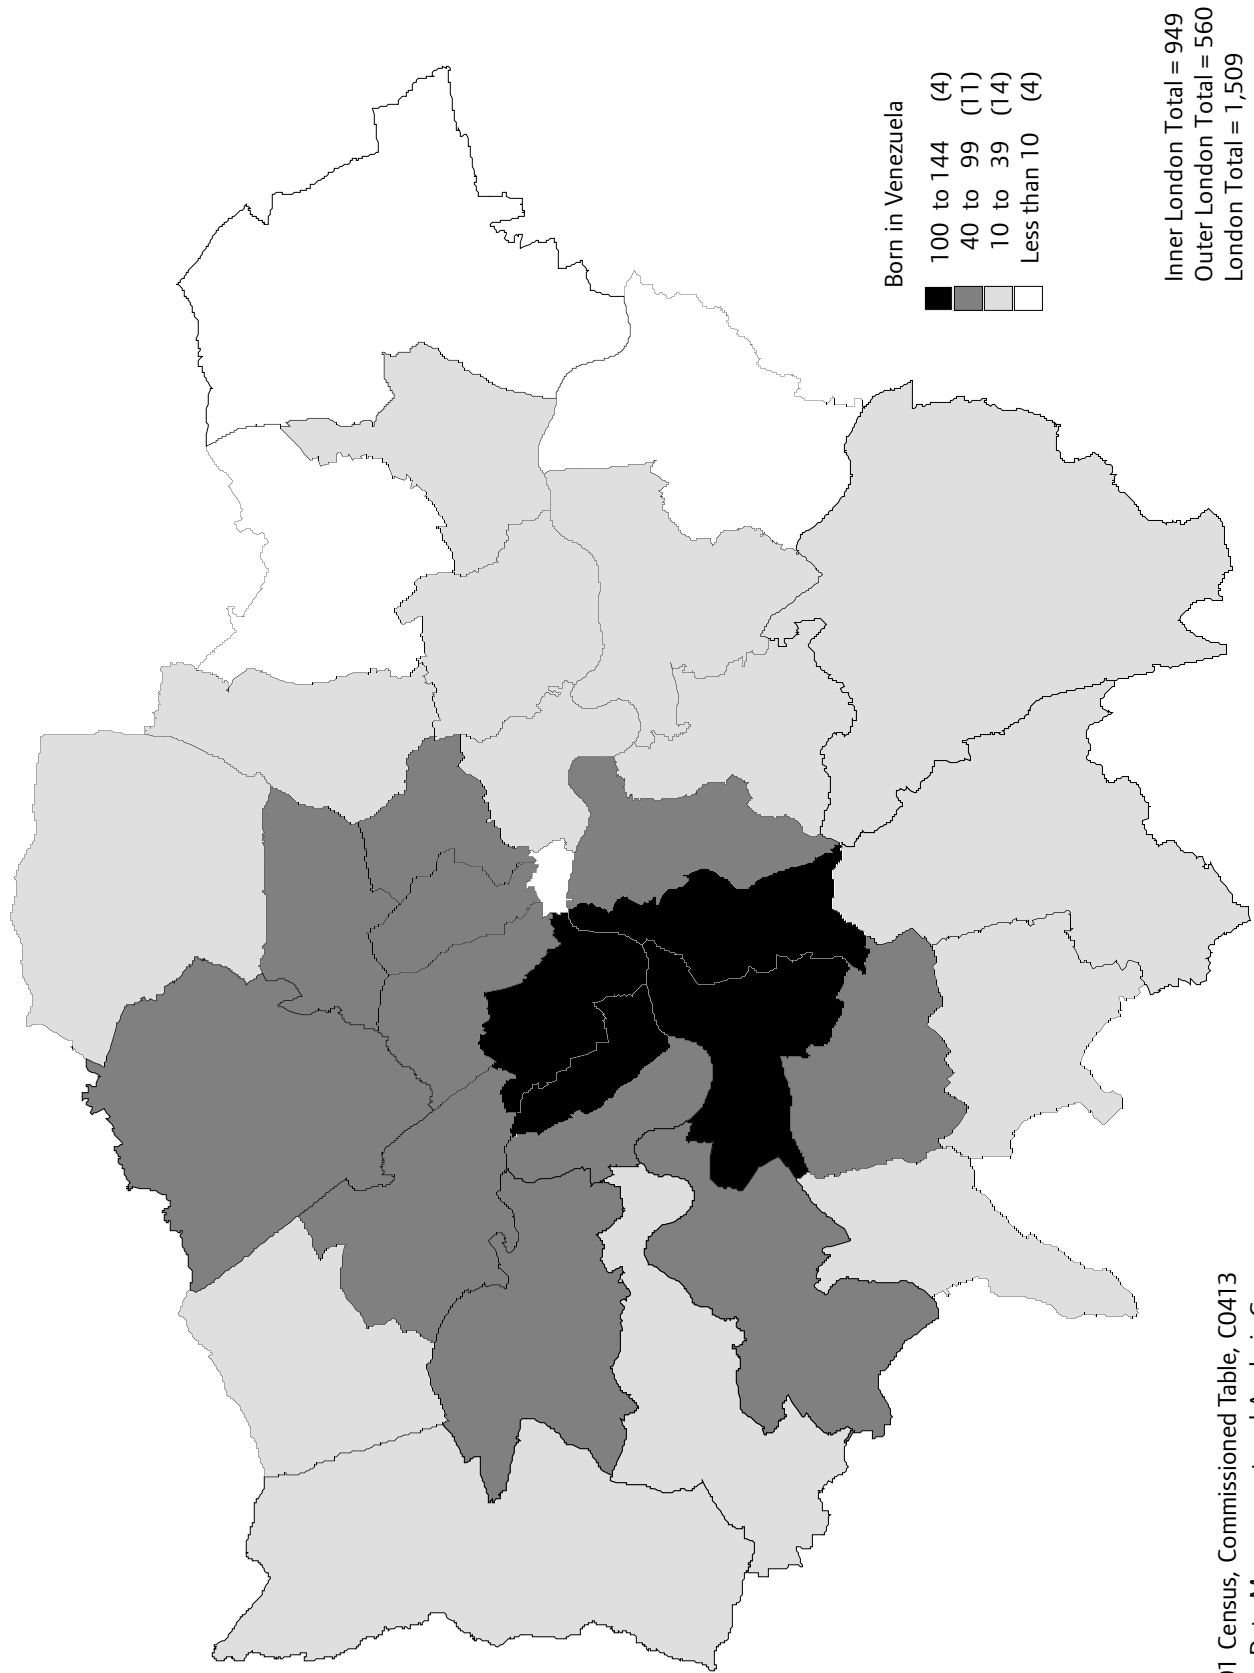 Born in Venezuela
100 to 144 (4)
40 to 99 (11)
10 to 39 (14)
Less than 10 (4)
Inner London Total = 949
Outer London Total = 560
London Total = 1,509
Census, Commissioned Table, C0413